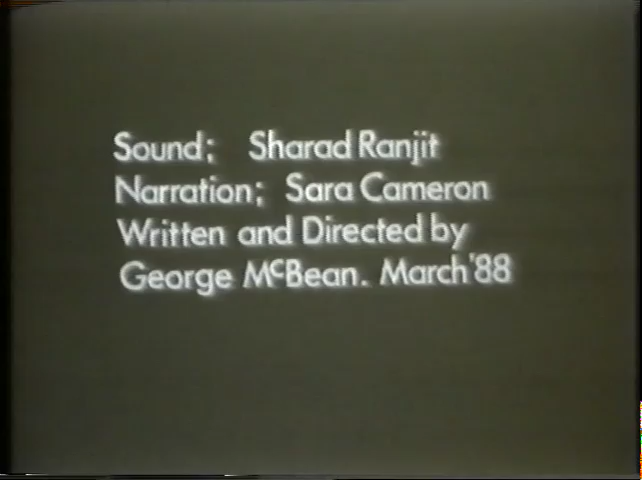 Sound; Sharad Ranjit
Narration; Sara Cameron
Written and Directed by
George McBean. March '88